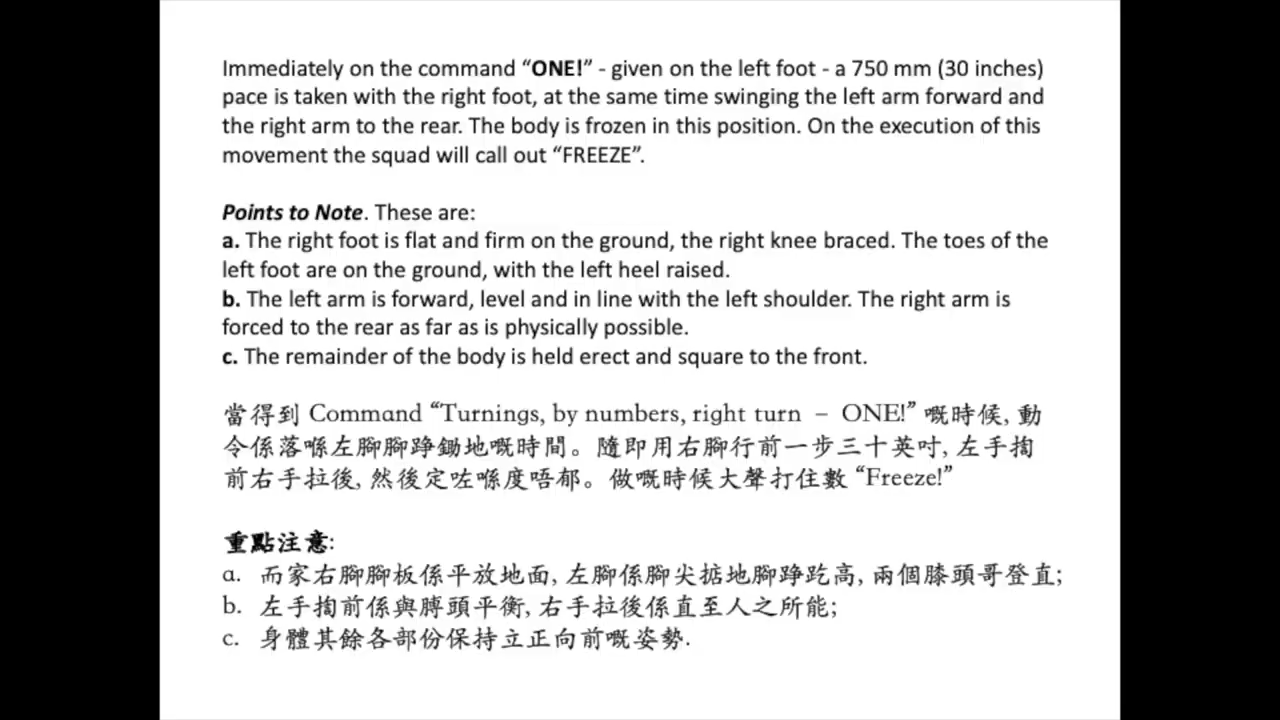 Immediately on the command “ONE!” - given on the left foot - a 750 mm (30 inches)
pace is taken with the right foot, at the same time swinging the left arm forward and
the right arm to the rear. The body is frozen in this position. On the execution of this
movement the squad will call out “FREEZE”.
Points to Note. These are:
a. The right foot is flat and firm on the ground, the right knee braced. The toes of the
left foot are on the ground, with the left heel raised.
b. The left arm is forward, level and in line with the left shoulder. The right arm is
forced to the rear as far as is physically possible.
c. The remainder of the body is held erect and square to the front.
當得到 Command “Turnings, by numbers, right turn – ONE!” 嘅時候, 動
令係落喺左腳腳踭鋤地嘅時間。隨即用右腳行前一步三十英吋, 左手掏
前右手拉後, 然後定咗喺度唔郁。做嘅時候大聲打住數 “Freeze!”
重點注意:
a. 而家右腳腳板係平放地面, 左腳係腳尖掂地腳踭趷高, 兩個膝頭哥登直;
b. 左手掏前係與膊頭平衡, 右手拉後係直至人之所能;
c. 身體其餘各部份保持立正向前嘅姿勢.